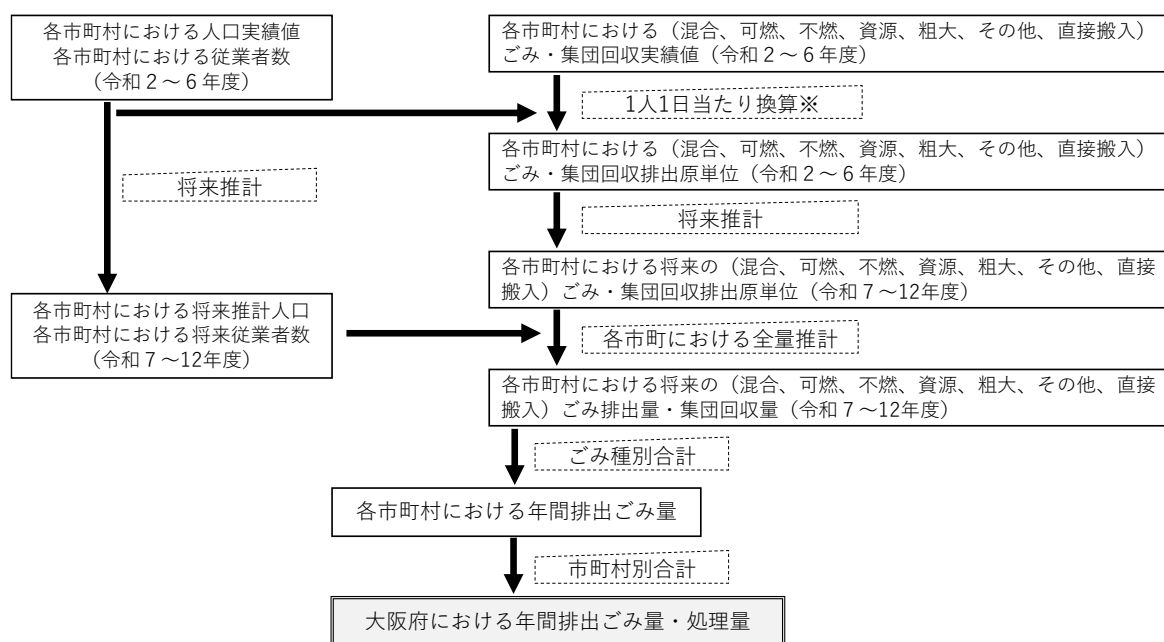 各市町村における人口実績値
各市町村における従業者数
（令和２～６年度）
各市町村における（混合、可燃、不燃、資源、粗大、その他、直接搬入）
ごみ・集団回収実績値（令和２～６年度）
1人1日当たり換算※
各市町村における（混合、可燃、不燃、資源、粗大、その他、直接搬入）
ごみ・集団回収排出原単位（令和２～６年度）
将来推計
将来推計
各市町村における将来の（混合、可燃、不燃、資源、粗大、その他、直接
搬入）ごみ・集団回収排出原単位（令和７～12年度）
各市町村における将来推計人口
各市町村における将来従業者数
（令和７～12年度）
各市町における全量推計
各市町村における将来の（混合、可燃、不燃、資源、粗大、その他、直接
搬入）ごみ排出量・集団回収量（令和７～12年度）
ごみ種別合計
各市町村における年間排出ごみ量
市町村別合計
大阪府における年間排出ごみ量・処理量